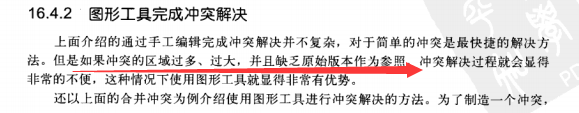 16.4.2 图形工具完成冲突解决
上面介绍的通过手工编辑完成冲突解决并不复杂，对于简单的冲突是最快捷的解决方
法。但是如果冲突的区域过多、过大，并且缺乏原始版本作为参照，冲突解决过程就会显得
非常的不便，这种情况下使用图形工具就显得非常有优势。
还以上面的合并冲突为例介绍使用图形工具进行冲突解决的方法。为了制造一个冲突，